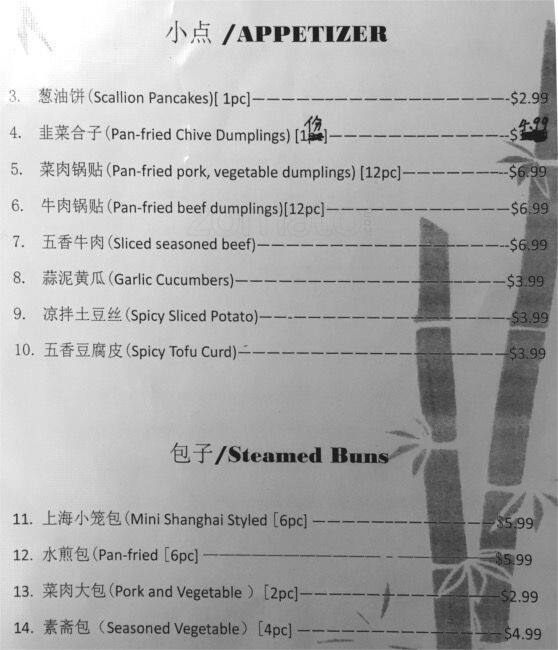 小点 /APPETIZER
3. 葱油饼(Scallion Pancakes)[ 1pc]—————————————————-$2.99
4. 韭菜合子(Pan-fried Chive Dumplings) [1份]————————————-$4.99
5. 菜肉锅贴(Pan-fried pork, vegetable dumplings) [12pc]————————--$6.99
6. 牛肉锅贴(Pan-fried beef dumplings)[12pc]—————————————$6.99
7. 五香牛肉(Sliced seasoned beef)—————————————————--$6.99
8. 蒜泥黄瓜(Garlic Cucumbers)——————————————————$3.99
9. 凉拌土豆丝(Spicy Sliced Potato)————————————————-$3.99
10. 五香豆腐皮(Spicy Tofu Curd)-—————————————————$3.99
包子/Steamed Buns
11. 上海小笼包(Mini Shanghai Styled [6pc] ————————————$5.99
12. 水煎包(Pan-fried [6pc] ———————————————————$5.99
13. 菜肉大包(Pork and Vegetable ) [2pc]—————————————$2.99
14. 素斋包 (Seasoned Vegetable) [4pc] —————————————$4.99